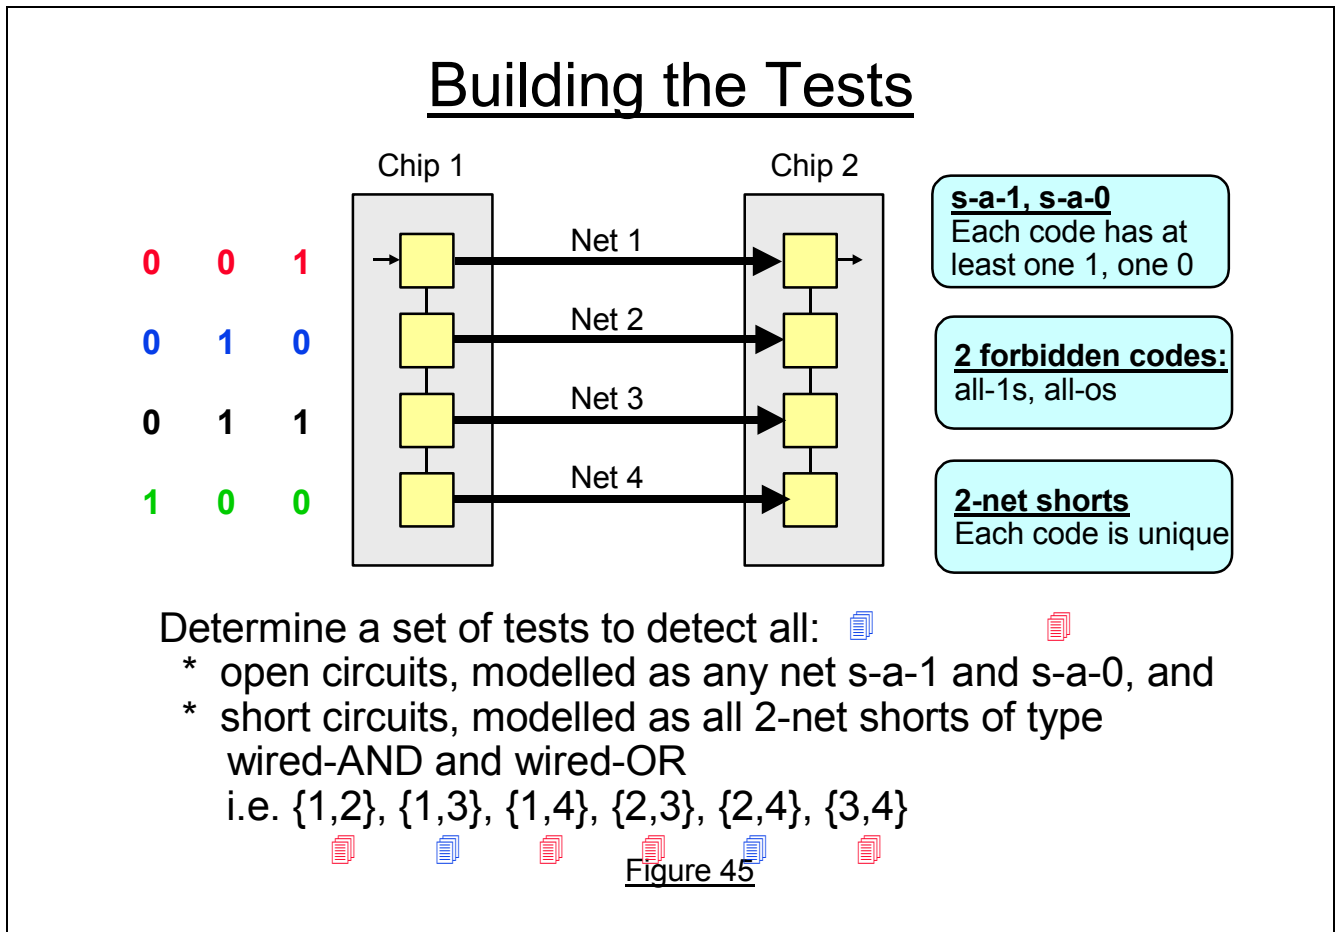 Building the Tests
Chip 1
Chip 2
0 0 1
0 1 0
0 1 1
1 0 0
Net 1
Net 2
Net 3
Net 4
s-a-1, s-a-0
Each code has at
least one 1, one 0
2 forbidden codes:
all-1s, all-os
2-net shorts
Each code is unique
Determine a set of tests to detect all:
* open circuits, modelled as any net s-a-1 and s-a-0, and
* short circuits, modelled as all 2-net shorts of type
wired-AND and wired-OR
i.e. {1,2}, {1,3}, {1,4}, {2,3}, {2,4}, {3,4}
Figure 45